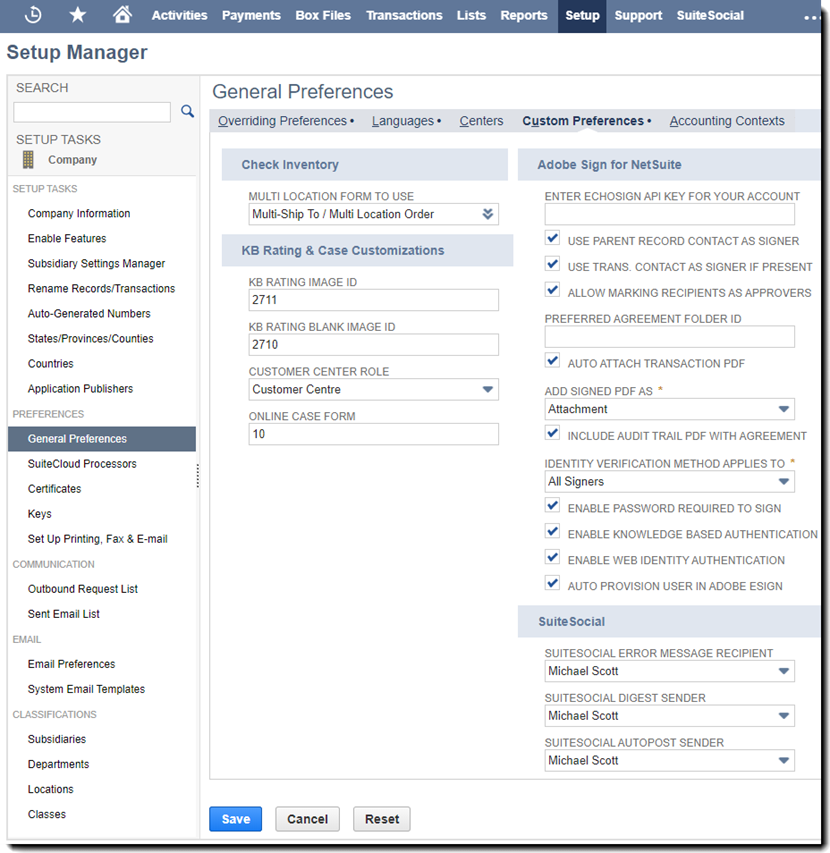 Activities Payments Box Files Transactions Lists Reports Setup Support SuiteSocial
Setup Manager
SEARCH
SETUP TASKS
Company
SETUP TASKS
Company Information
Enable Features
Subsidiary Settings Manager
Rename Records/Transactions
Auto-Generated Numbers
States/Provinces/Counties
Countries
Application Publishers
PREFERENCES
General Preferences
SuiteCloud Processors
Certificates
Keys
Set Up Printing, Fax & E-mail
COMMUNICATION
Outbound Request List
Sent Email List
EMAIL
Email Preferences
System Email Templates
CLASSIFICATIONS
Subsidiaries
Departments
Locations
Classes
General Preferences
Overriding Preferences • Languages • Centers Custom Preferences • Accounting Contexts
Check Inventory
MULTI LOCATION FORM TO USE
Multi-Ship To / Multi Location Order
KB Rating & Case Customizations
KB RATING IMAGE ID
2711
KB RATING BLANK IMAGE ID
2710
CUSTOMER CENTER ROLE
Customer Centre
ONLINE CASE FORM
10
Adobe Sign for NetSuite
ENTER ECHOSIGN API KEY FOR YOUR ACCOUNT
USE PARENT RECORD CONTACT AS SIGNER
USE TRANS. CONTACT AS SIGNER IF PRESENT
ALLOW MARKING RECIPIENTS AS APPROVERS
PREFERRED AGREEMENT FOLDER ID
AUTO ATTACH TRANSACTION PDF
ADD SIGNED PDF AS *
Attachment
INCLUDE AUDIT TRAIL PDF WITH AGREEMENT
IDENTITY VERIFICATION METHOD APPLIES TO *
All Signers
ENABLE PASSWORD REQUIRED TO SIGN
ENABLE KNOWLEDGE BASED AUTHENTICATION
ENABLE WEB IDENTITY AUTHENTICATION
AUTO PROVISION USER IN ADOBE ESIGN
SuiteSocial
SUITESOCIAL ERROR MESSAGE RECIPIENT
Michael Scott
SUITESOCIAL DIGEST SENDER
Michael Scott
SUITESOCIAL AUTOPOST SENDER
Michael Scott
Save Cancel Reset